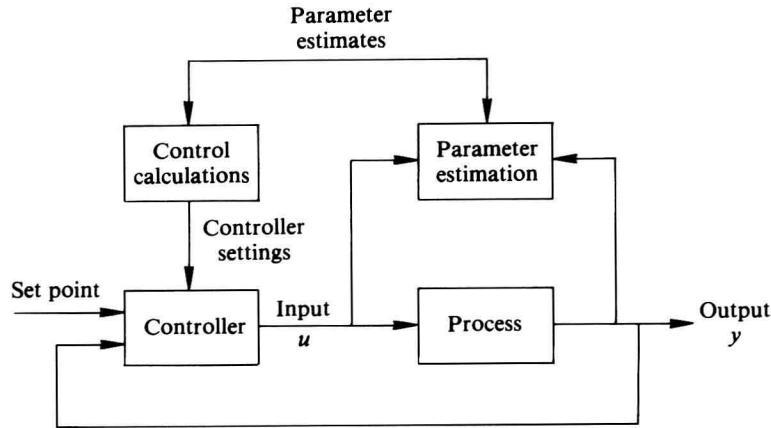 Parameter
estimates
Control
calculations
Parameter
estimation
Controller
settings
Set point
Controller
Input
u
Process
Output
y